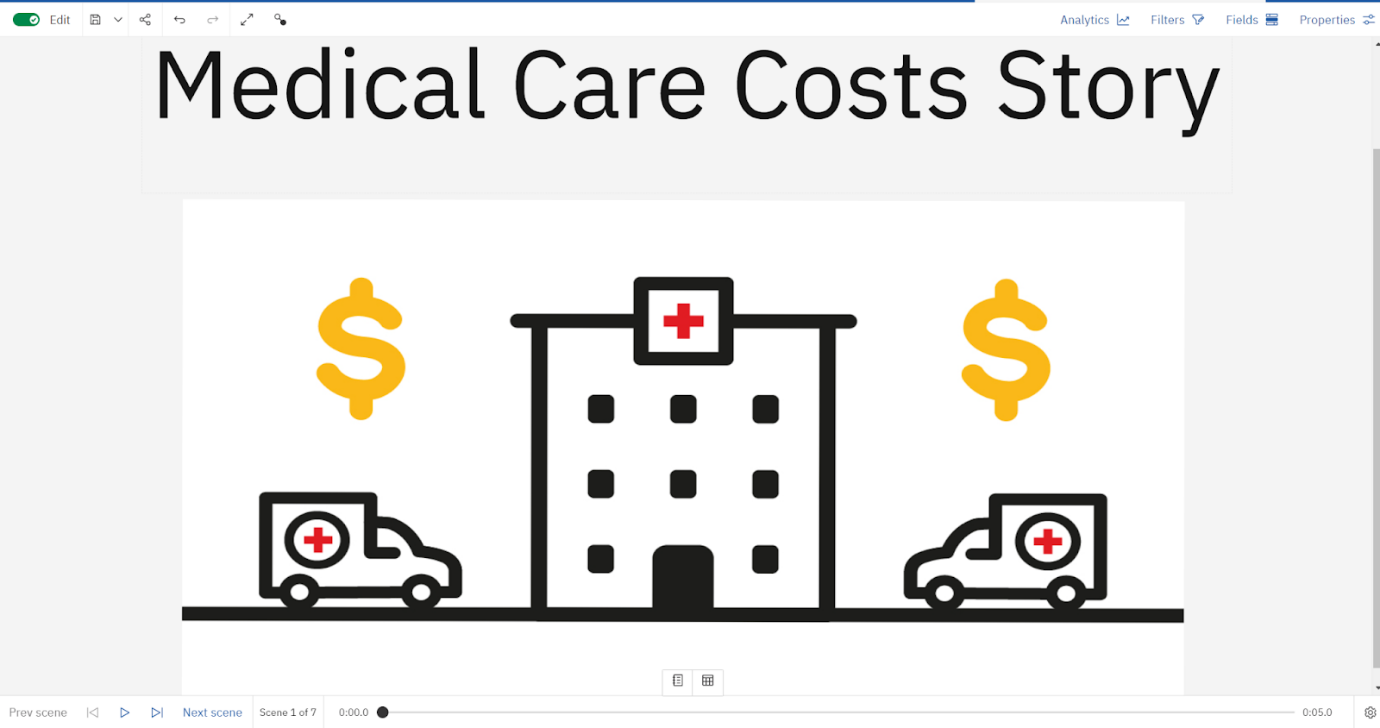 Edit
Analytics
Filters
Fields
Properties
Medical Care Costs Story
$ $
Prev scene
Next scene
Scene 1 of 7
0:00.0
0:05.0